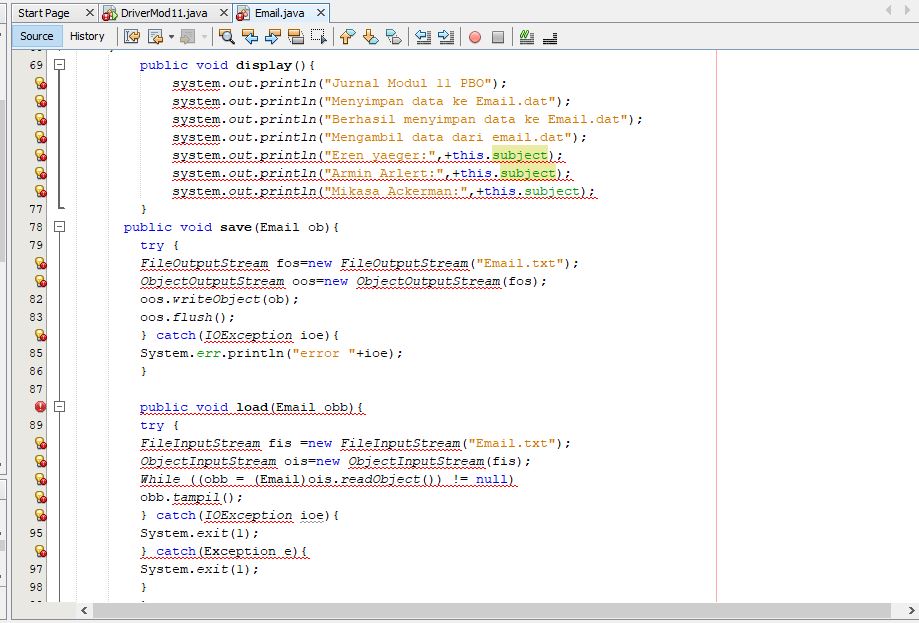 Start Page DriverMod11.java Email.java
Source History
69 public void display(){
system.out.println("Jurnal Modul 11 PBO");
system.out.println("Menyimpan data ke Email.dat");
system.out.println("Berhasil menyimpan data ke Email.dat");
system.out.println("Mengambil data dari email.dat");
system.out.println("Eren yaeger:",+this.subject);
system.out.println("Armin Arlert:",+this.subject);
system.out.println("Mikasa Ackerman:",+this.subject);
77 }
78 public void save(Email ob){
79 try {
FileOutputStream fos=new FileOutputStream("Email.txt");
ObjectOutputStream oos=new ObjectOutputStream(fos);
82 oos.writeObject(ob);
83 oos.flush();
} catch(IOException ioe){
85 System.err.println("error "+ioe);
86 }
87
public void load(Email obb){
89 try {
FileInputStream fis =new FileInputStream("Email.txt");
ObjectInputStream ois=new ObjectInputStream(fis);
While ((obb = (Email)ois.readObject()) != null)
obb.tampil();
} catch(IOException ioe){
95 System.exit(1);
} catch(Exception e){
97 System.exit(1);
98 }